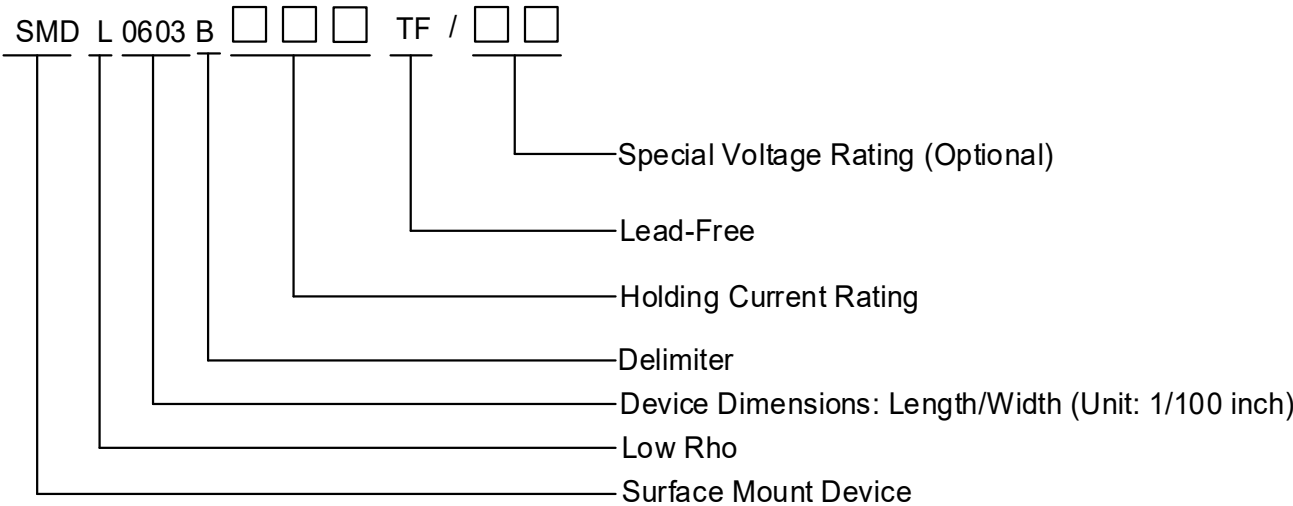 SMD L 0603 B □ □ □ TF / □ □
Special Voltage Rating (Optional)
Lead-Free
Holding Current Rating
Delimiter
Device Dimensions: Length/Width (Unit: 1/100 inch)
Low Rho
Surface Mount Device